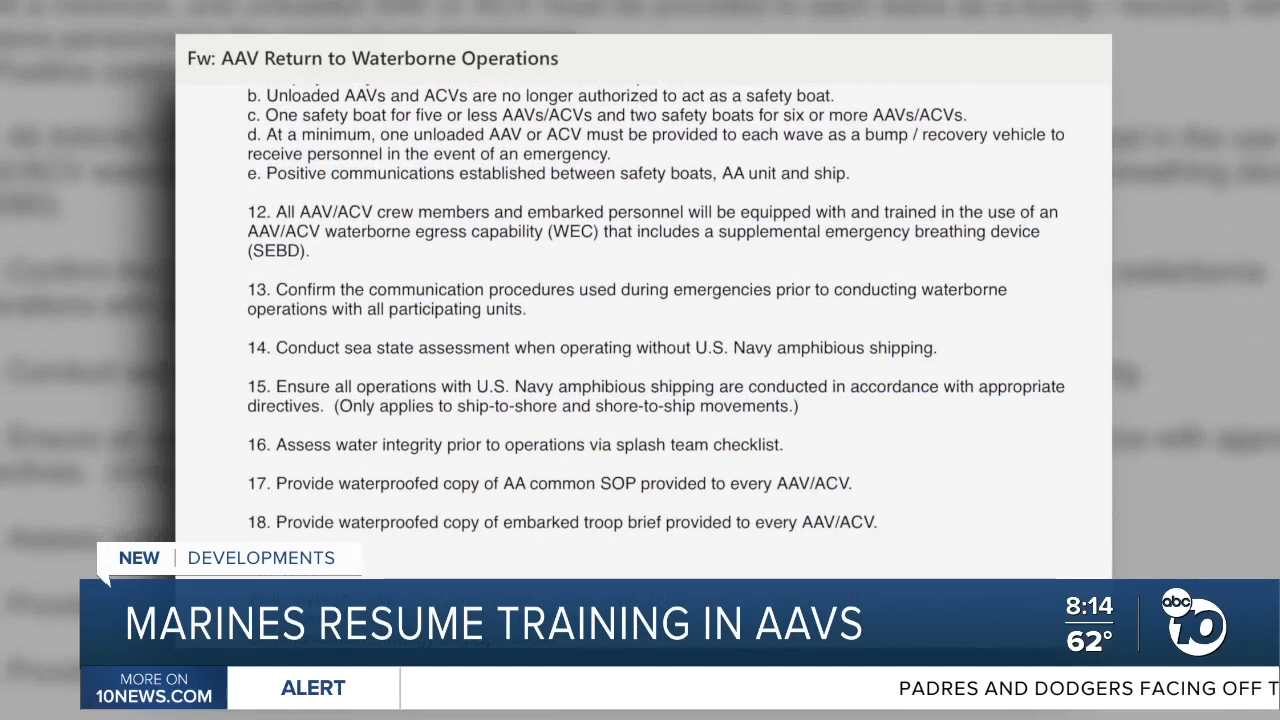 Fw: AAV Return to Waterborne Operations
b. Unloaded AAVs and ACVs are no longer authorized to act as a safety boat.
c. One safety boat for five or less AAVs/ACVs and two safety boats for six or more AAVs/ACVs.
d. At a minimum, one unloaded AAV or ACV must be provided to each wave as a bump / recovery vehicle to
receive personnel in the event of an emergency.
e. Positive communications established between safety boats, AA unit and ship.
12. All AAV/ACV crew members and embarked personnel will be equipped with and trained in the use of an
AAV/ACV waterborne egress capability (WEC) that includes a supplemental emergency breathing device
(SEBD).
13. Confirm the communication procedures used during emergencies prior to conducting waterborne
operations with all participating units.
14. Conduct sea state assessment when operating without U.S. Navy amphibious shipping.
15. Ensure all operations with U.S. Navy amphibious shipping are conducted in accordance with appropriate
directives. (Only applies to ship-to-shore and shore-to-ship movements.)
16. Assess water integrity prior to operations via splash team checklist.
17. Provide waterproofed copy of AA common SOP provided to every AAV/ACV.
18. Provide waterproofed copy of embarked troop brief provided to every AAV/ACV.
NEW | DEVELOPMENTS
MARINES RESUME TRAINING IN AAVS
8:14
62°
abc
10
MORE ON
10NEWS.COM
ALERT
PADRES AND DODGERS FACING OFF T